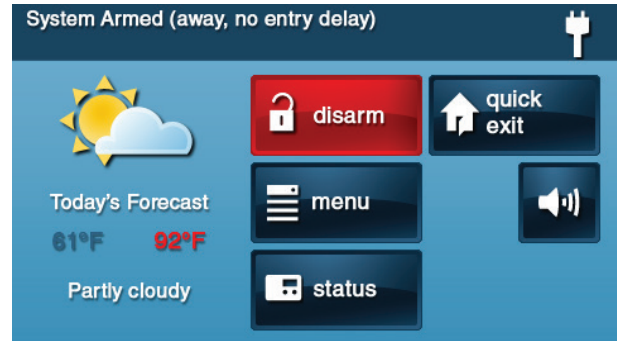 System Armed (away, no entry delay)
disarm
quick
exit
Today's Forecast
menu
61°F 92°F
Partly cloudy
status